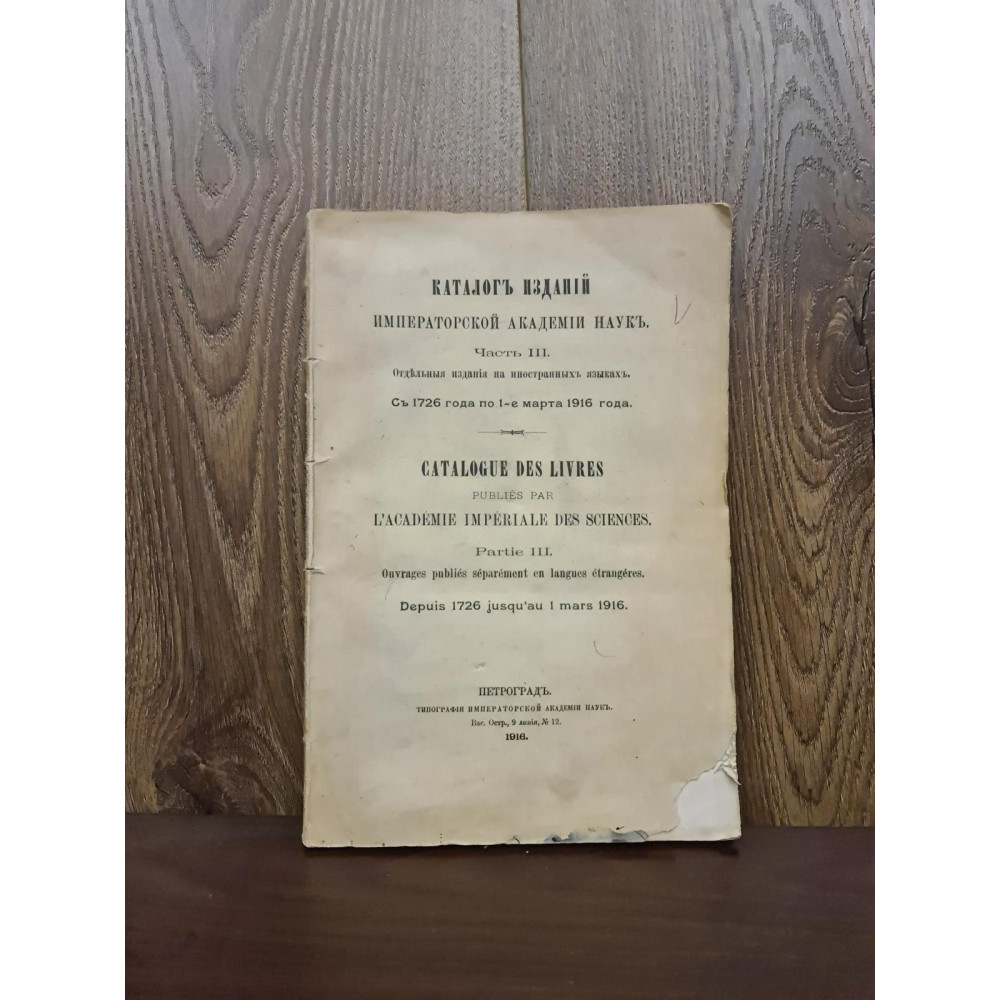 КАТАЛОГЪ ИЗДАНІЙ
ИМПЕРАТОРСКОЙ АКАДЕМІИ НАУКЪ.
Часть III.
Отдѣльныя изданія на иностранныхъ языкахъ.
Съ 1726 года по 1-е марта 1916 года.
CATALOGUE DES LIVRES
PUBLIÉS PAR
L'ACADÉMIE IMPÉRIALE DES SCIENCES.
Partie III.
Ouvrages publiés séparément en langues étrangéres.
Depuis 1726 jusqu'au 1 mars 1916.
ПЕТРОГРАДЪ.
ТИПОГРАФІЯ ИМПЕРАТОРСКОЙ АКАДЕМІИ НАУКЪ.
Вас. Остр., 9 линія, № 12.
1916.